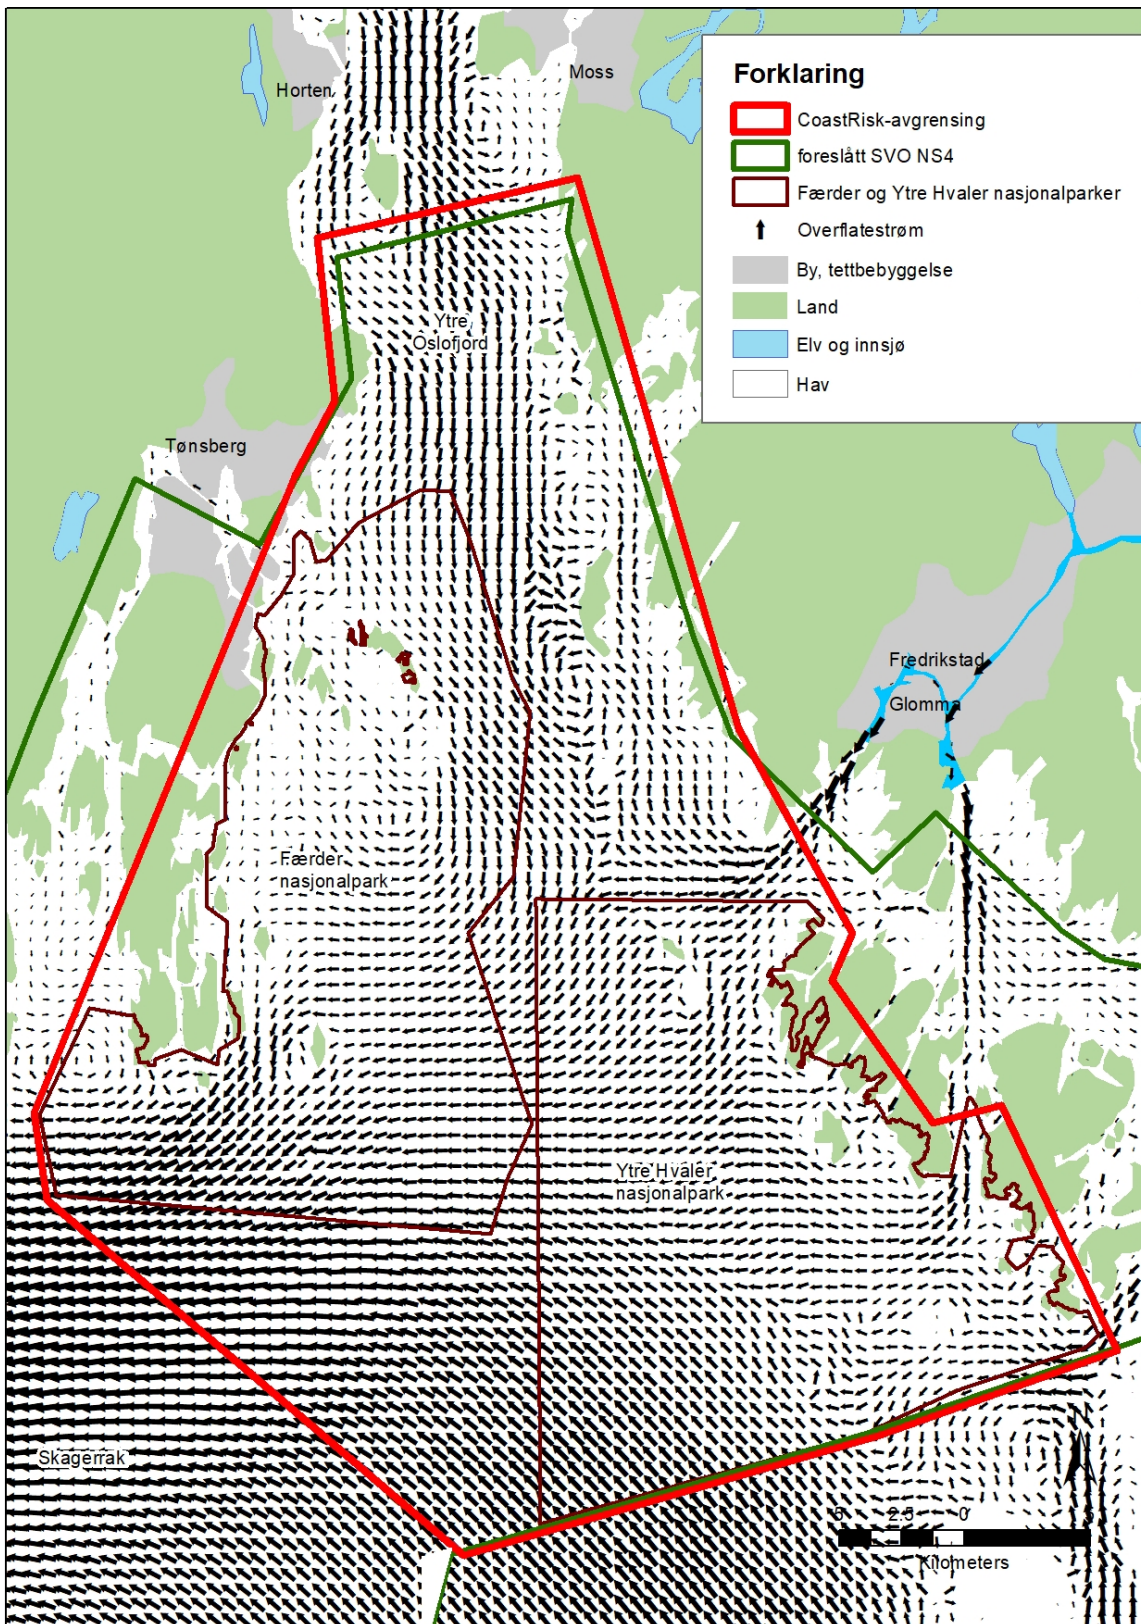 Horten
Moss
Forklaring
CoastRisk-avgrensing
foreslått SVO NS4
Færder og Ytre Hvaler nasjonalparker
Overflatestrøm
By, tettbebyggelse
Land
Elv og innsjø
Hav
Ytre
Oslofjord
Tønsberg
Fredrikstad
Glomma
Færder
nasjonalpark
Ytre Hvaler
nasjonalpark
Skagerrak
N
5 2.5 0 5
Kilometers